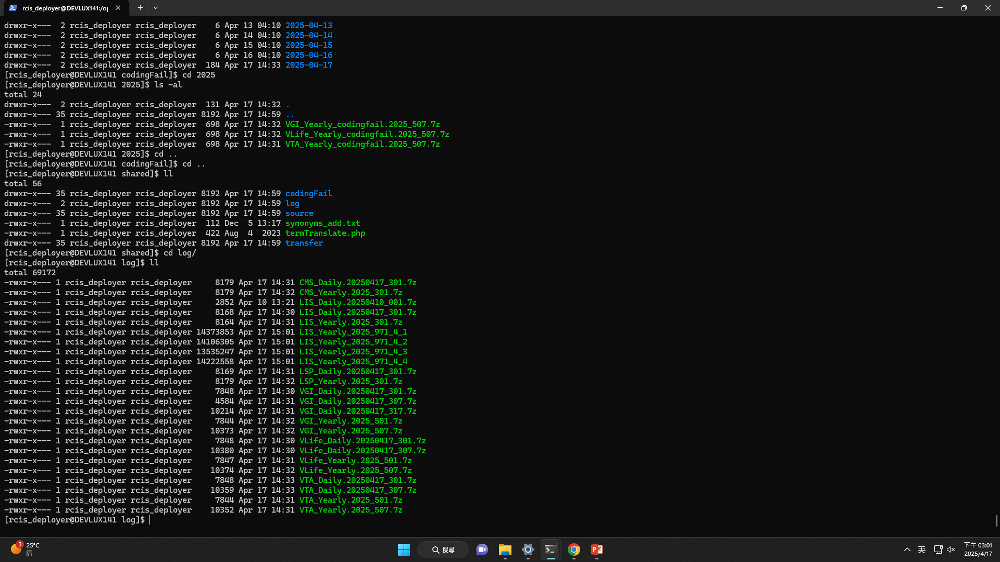 rcis_deployer@DEVLUX141:/op
drwxr-x---  2 rcis_deployer rcis_deployer    6 Apr 13 04:10 2025-04-13
drwxr-x---  2 rcis_deployer rcis_deployer    6 Apr 14 04:10 2025-04-14
drwxr-x---  2 rcis_deployer rcis_deployer    6 Apr 15 04:10 2025-04-15
drwxr-x---  2 rcis_deployer rcis_deployer    6 Apr 16 04:10 2025-04-16
drwxr-x---  2 rcis_deployer rcis_deployer  184 Apr 17 14:33 2025-04-17
[rcis_deployer@DEVLUX141 codingFail]$ cd 2025
[rcis_deployer@DEVLUX141 2025]$ ls -al
total 24
drwxr-x---  2 rcis_deployer rcis_deployer  131 Apr 17 14:32 .
drwxr-x--- 35 rcis_deployer rcis_deployer 8192 Apr 17 14:59 ..
-rwxr-x---  1 rcis_deployer rcis_deployer  698 Apr 17 14:32 VGI_Yearly_codingfail.2025_507.7z
-rwxr-x---  1 rcis_deployer rcis_deployer  698 Apr 17 14:32 VLife_Yearly_codingfail.2025_507.7z
-rwxr-x---  1 rcis_deployer rcis_deployer  698 Apr 17 14:31 VTA_Yearly_codingfail.2025_507.7z
[rcis_deployer@DEVLUX141 2025]$ cd ..
[rcis_deployer@DEVLUX141 codingFail]$ cd ..
[rcis_deployer@DEVLUX141 shared]$ ll
total 56
drwxr-x--- 35 rcis_deployer rcis_deployer 8192 Apr 17 14:59 codingFail
drwxr-x---  2 rcis_deployer rcis_deployer 8192 Apr 17 14:59 log
drwxr-x--- 35 rcis_deployer rcis_deployer 8192 Apr 17 14:59 source
-rwxr-x---  1 rcis_deployer rcis_deployer  112 Dec  5 13:17 synonyms_add.txt
-rwxr-x---  1 rcis_deployer rcis_deployer  422 Aug  4  2023 termTranslate.php
drwxr-x--- 35 rcis_deployer rcis_deployer 8192 Apr 17 14:59 transfer
[rcis_deployer@DEVLUX141 shared]$ cd log/
[rcis_deployer@DEVLUX141 log]$ ll
total 69172
-rwxr-x--- 1 rcis_deployer rcis_deployer     8179 Apr 17 14:31 CMS_Daily.20250417_301.7z
-rwxr-x--- 1 rcis_deployer rcis_deployer     8179 Apr 17 14:32 CMS_Yearly.2025_301.7z
-rwxr-x--- 1 rcis_deployer rcis_deployer     2852 Apr 10 13:21 LIS_Daily.20250410_001.7z
-rwxr-x--- 1 rcis_deployer rcis_deployer     8168 Apr 17 14:30 LIS_Daily.20250417_301.7z
-rwxr-x--- 1 rcis_deployer rcis_deployer     8164 Apr 17 14:31 LIS_Yearly.2025_301.7z
-rwxr-x--- 1 rcis_deployer rcis_deployer 14373853 Apr 17 15:01 LIS_Yearly_2025_971_4_1
-rwxr-x--- 1 rcis_deployer rcis_deployer 14106305 Apr 17 15:01 LIS_Yearly_2025_971_4_2
-rwxr-x--- 1 rcis_deployer rcis_deployer 13535247 Apr 17 15:01 LIS_Yearly_2025_971_4_3
-rwxr-x--- 1 rcis_deployer rcis_deployer 14222558 Apr 17 15:01 LIS_Yearly_2025_971_4_4
-rwxr-x--- 1 rcis_deployer rcis_deployer     8169 Apr 17 14:31 LSP_Daily.20250417_301.7z
-rwxr-x--- 1 rcis_deployer rcis_deployer     8179 Apr 17 14:32 LSP_Yearly.2025_301.7z
-rwxr-x--- 1 rcis_deployer rcis_deployer     7848 Apr 17 14:30 VGI_Daily.20250417_301.7z
-rwxr-x--- 1 rcis_deployer rcis_deployer     4584 Apr 17 14:31 VGI_Daily.20250417_307.7z
-rwxr-x--- 1 rcis_deployer rcis_deployer    10214 Apr 17 14:31 VGI_Daily.20250417_317.7z
-rwxr-x--- 1 rcis_deployer rcis_deployer     7844 Apr 17 14:32 VGI_Yearly.2025_501.7z
-rwxr-x--- 1 rcis_deployer rcis_deployer    10373 Apr 17 14:32 VGI_Yearly.2025_507.7z
-rwxr-x--- 1 rcis_deployer rcis_deployer     7848 Apr 17 14:30 VLife_Daily.20250417_301.7z
-rwxr-x--- 1 rcis_deployer rcis_deployer    10380 Apr 17 14:30 VLife_Daily.20250417_307.7z
-rwxr-x--- 1 rcis_deployer rcis_deployer     7847 Apr 17 14:31 VLife_Yearly.2025_501.7z
-rwxr-x--- 1 rcis_deployer rcis_deployer    10374 Apr 17 14:32 VLife_Yearly.2025_507.7z
-rwxr-x--- 1 rcis_deployer rcis_deployer     7848 Apr 17 14:33 VTA_Daily.20250417_301.7z
-rwxr-x--- 1 rcis_deployer rcis_deployer    10359 Apr 17 14:33 VTA_Daily.20250417_307.7z
-rwxr-x--- 1 rcis_deployer rcis_deployer     7844 Apr 17 14:31 VTA_Yearly.2025_501.7z
-rwxr-x--- 1 rcis_deployer rcis_deployer    10352 Apr 17 14:31 VTA_Yearly.2025_507.7z
[rcis_deployer@DEVLUX141 log]$
3
25°C
晴
搜尋
英
下午 03:01
2025/4/17